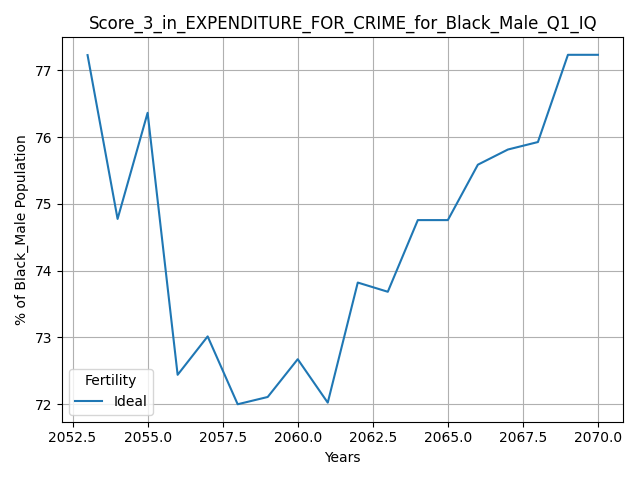 Score_3_in_EXPENDITURE_FOR_CRIME_for_Black_Male_Q1_IQ
77
76
75
74
73
72
% of Black_Male Population
Fertility
Ideal
2052.5 2055.0 2057.5 2060.0 2062.5 2065.0 2067.5 2070.0
Years